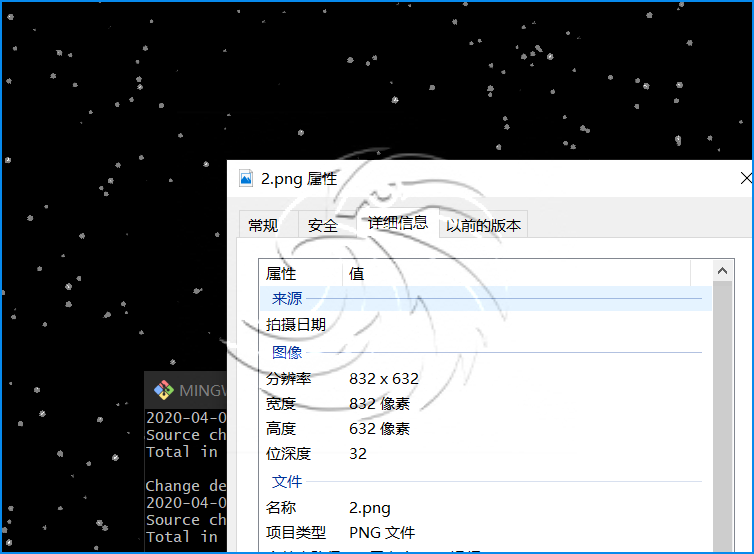 2.png 属性
常规 安全 详细信息 以前的版本
属性 值
来源
拍摄日期
图像
分辨率 832 x 632
宽度 832 像素
高度 632 像素
位深度 32
文件
名称 2.png
项目类型 PNG 文件
MINGW
2020-04-0
Source ch
Total in
Change de
2020-04-0
Source ch
Total in